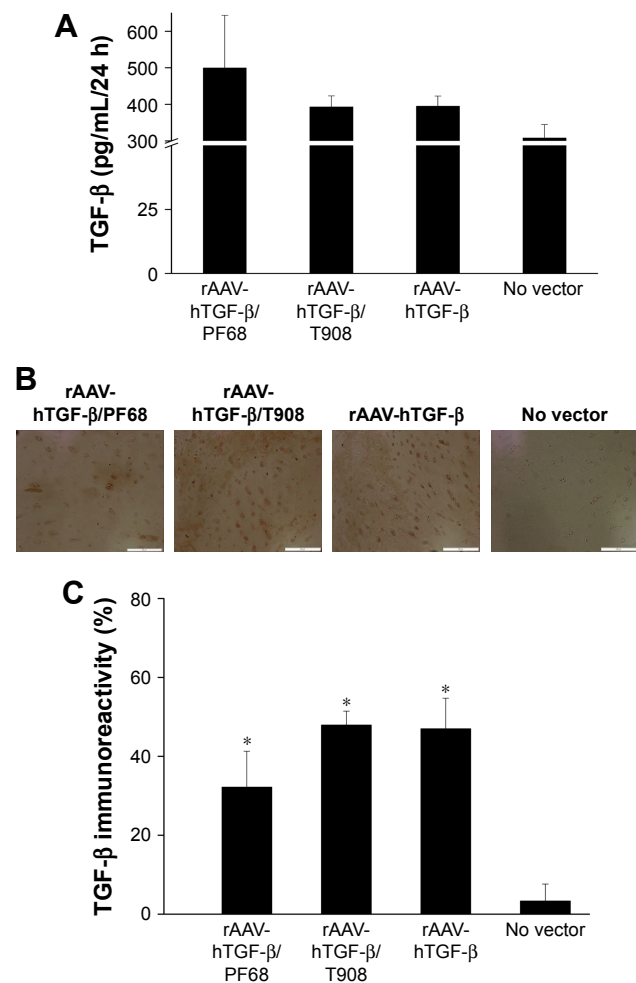 A
TGF-β (pg/mL/24 h)
600
500
400
300
25
0
rAAV-
hTGF-β/
PF68
rAAV-
hTGF-β/
T908
rAAV-
hTGF-β
No vector
B
rAAV-
hTGF-β/PF68
rAAV-
hTGF-β/T908
rAAV-hTGF-β
No vector
C
TGF-β immunoreactivity (%)
80
60
40
20
0
*
*
*
rAAV-
hTGF-β/
PF68
rAAV-
hTGF-β/
T908
rAAV-
hTGF-β
No vector